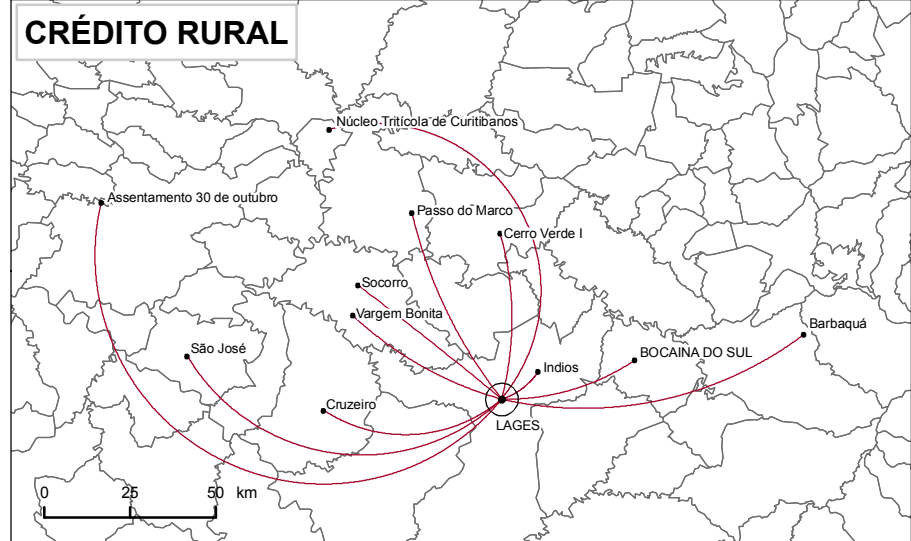 CRÉDITO RURAL
Núcleo Tritícola de Curitibanos
Assentamento 30 de outubro
Passo do Marco
Cerro Verde I
Socorro
Vargem Bonita
Barbaquá
São José
BOCAINA DO SUL
Indios
Cruzeiro
LAGES
0 25 50 km